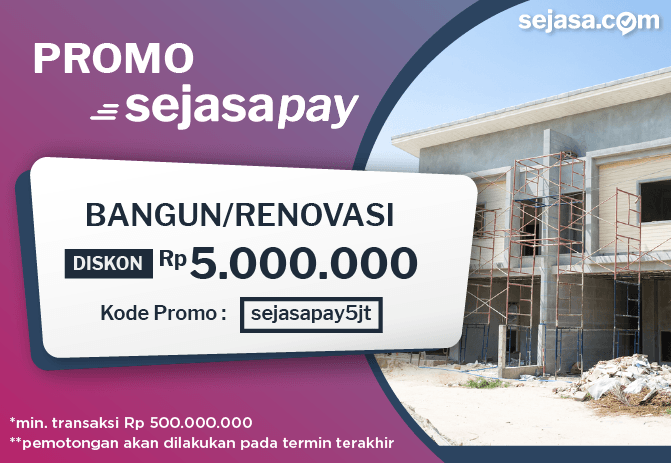 sejasa.com
PROMO
sejasapay
BANGUN/RENOVASI
DISKON Rp 5.000.000
Kode Promo : sejasapay5jt
*min. transaksi Rp 500.000.000
**pemotongan akan dilakukan pada termin terakhir